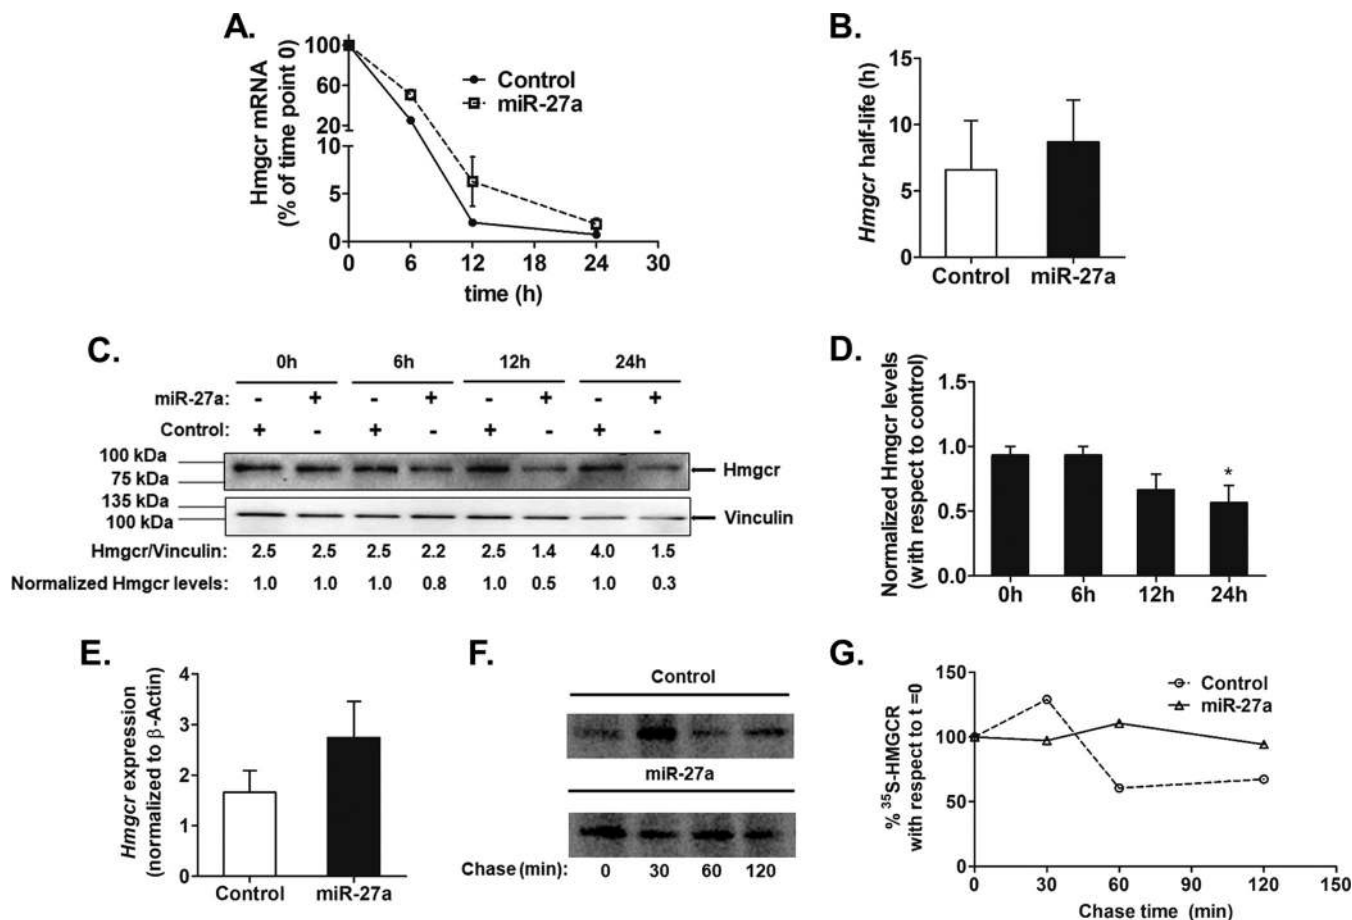 A.
Hmgcr mRNA
(% of time point 0)
100
60
20
10
5
0
0 6 12 18 24 30
time (h)
Control
miR-27a
B.
Hmgcr half-life (h)
15
10
5
0
Control miR-27a
C.
0h 6h 12h 24h
miR-27a: - + - + - + - +
Control: + - + - + - + -
100 kDa
75 kDa
Hmgcr
135 kDa
100 kDa
Vinculin
Hmgcr/Vinculin: 2.5 2.5 2.5 2.2 2.5 1.4 4.0 1.5
Normalized Hmgcr levels: 1.0 1.0 1.0 0.8 1.0 0.5 1.0 0.3
D.
Normalized Hmgcr levels
(with respect to control)
1.5
1.0
0.5
0.0
*
0h 6h 12h 24h
E.
Hmgcr expression
(normalized to β-Actin)
4
3
2
1
0
Control miR-27a
F.
Control
miR-27a
Chase (min): 0 30 60 120
G.
% ³⁵S-HMGCR
with respect to t =0
150
100
50
0
Control
miR-27a
0 30 60 90 120 150
Chase time (min)